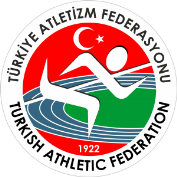 TÜRKİYE ATLETİZM FEDERASYONU
1922
TURKISH ATHLETIC FEDERATION